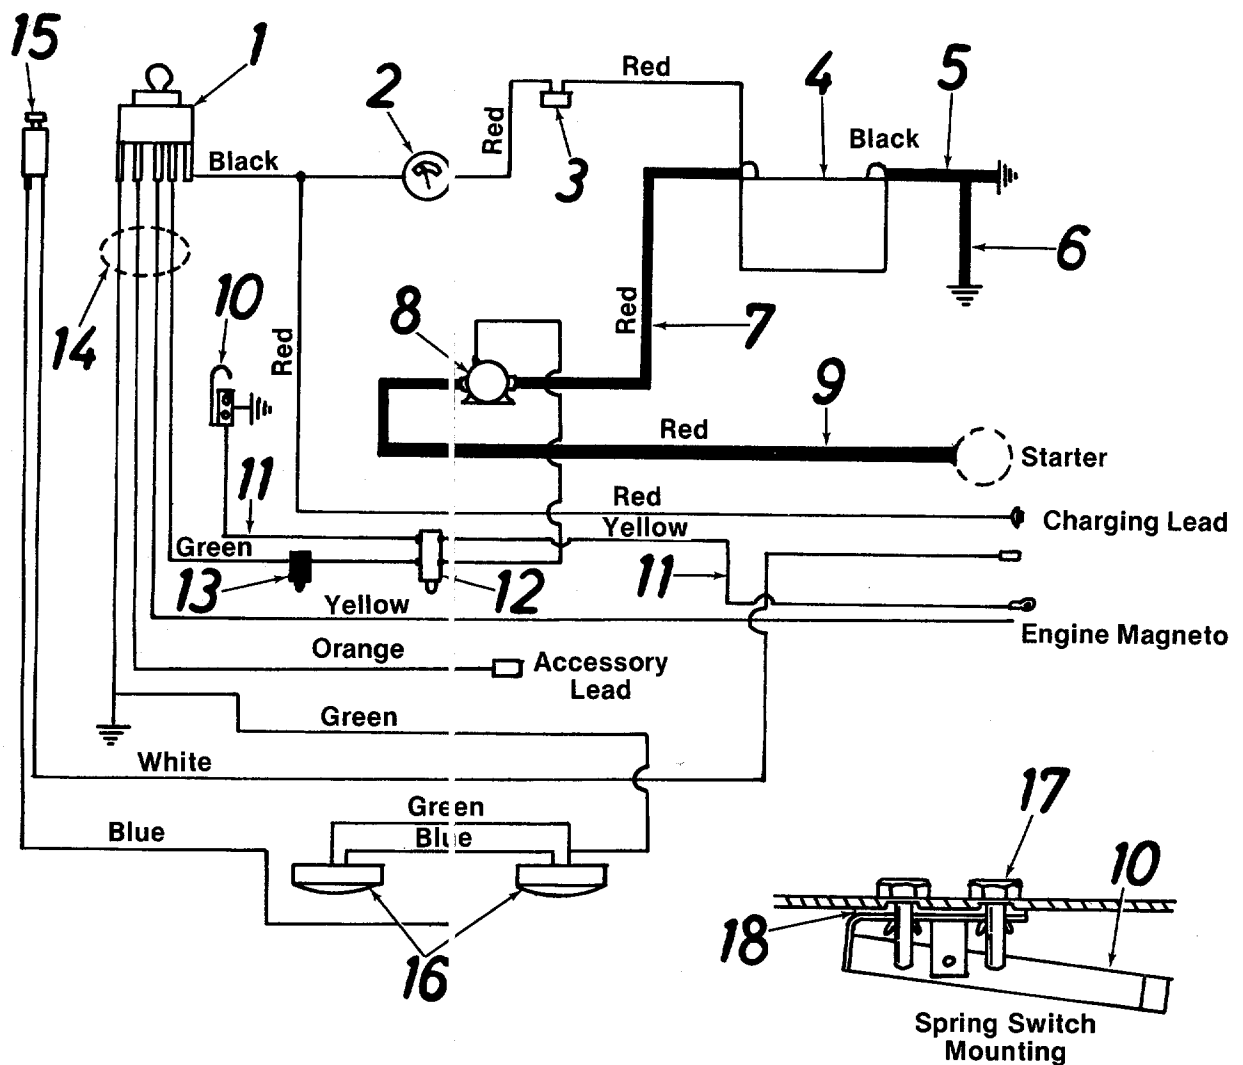 15
1
2
Red
4
5
Black
Red
3
Black
6
14
10
Red
8
Red
7
9
Red
Starter
11
Red
Charging Lead
Yellow
Green
13
12
11
Yellow
Engine Magneto
Orange
Accessory
Lead
Green
White
Green
Blue
Blue
16
17
10
18
Spring Switch
Mounting